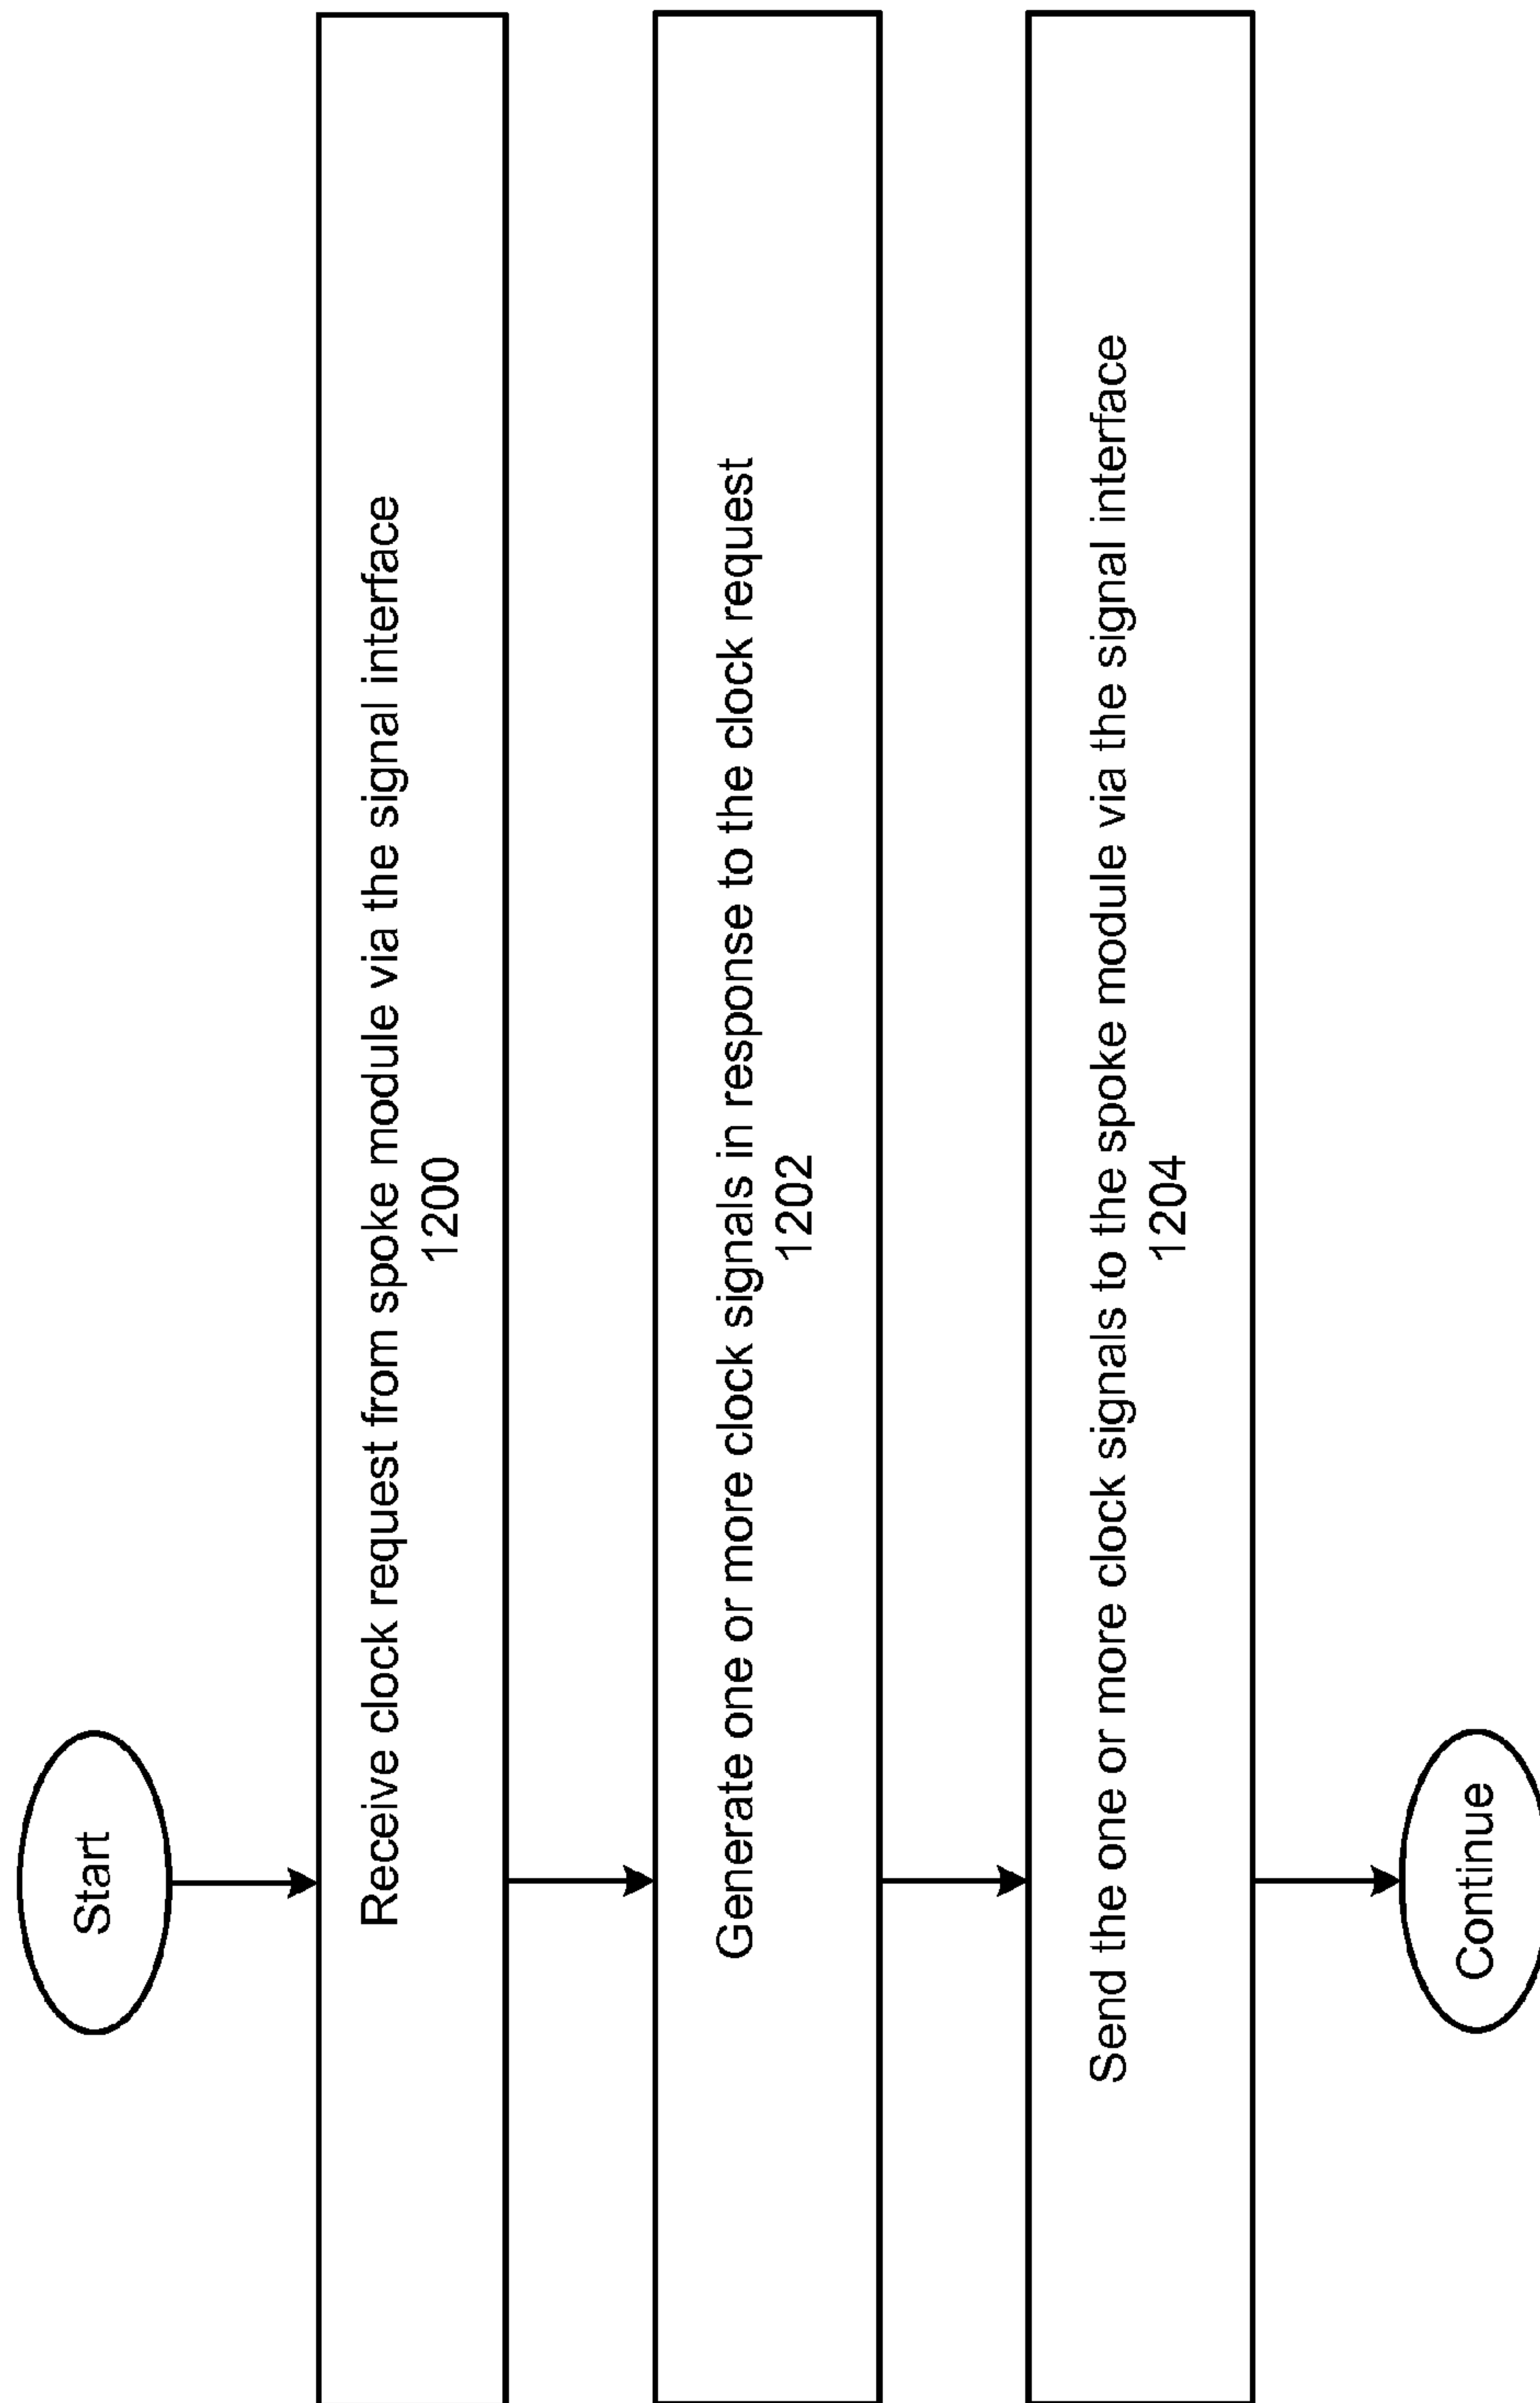 Start
Receive clock request from spoke module via the signal interface
1200
Generate one or more clock signals in response to the clock request
1202
Send the one or more clock signals to the spoke module via the signal interface
1204
Continue